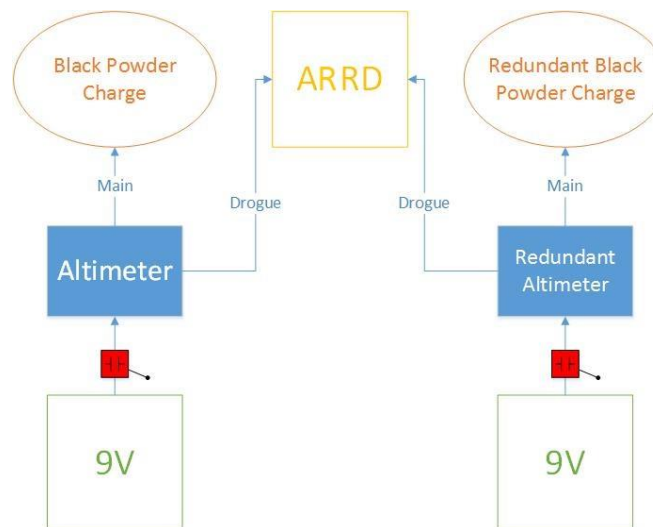 Black Powder
Charge
ARRD
Redundant Black
Powder Charge
Main
Drogue
Drogue
Main
Altimeter
Redundant
Altimeter
9V
9V